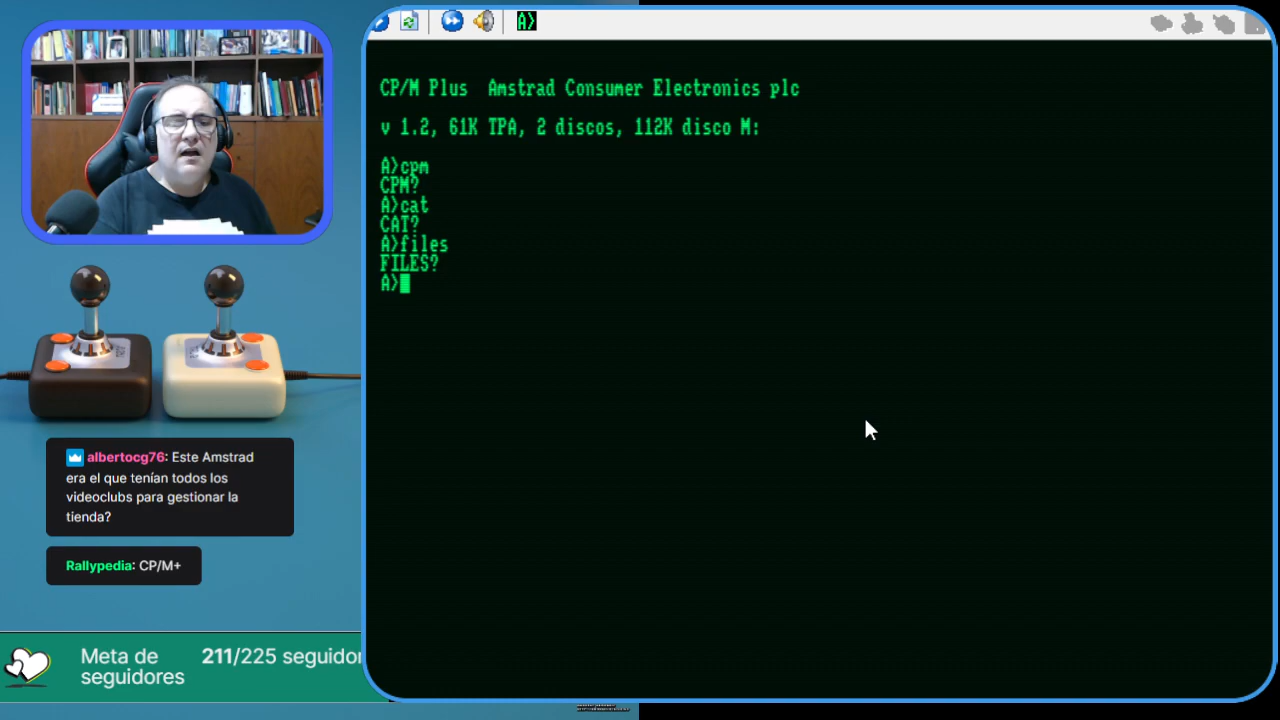 A>
CP/M Plus  Amstrad Consumer Electronics plc
v 1.2, 61K TPA, 2 discos, 112K disco M:
A>cpm
CPM?
A>cat
CAT?
A>files
FILES?
A>
albertocg76: Este Amstrad
era el que tenían todos los
videoclubs para gestionar la
tienda?
Rallypedia: CP/M+
Meta de
seguidores
211/225 seguidor